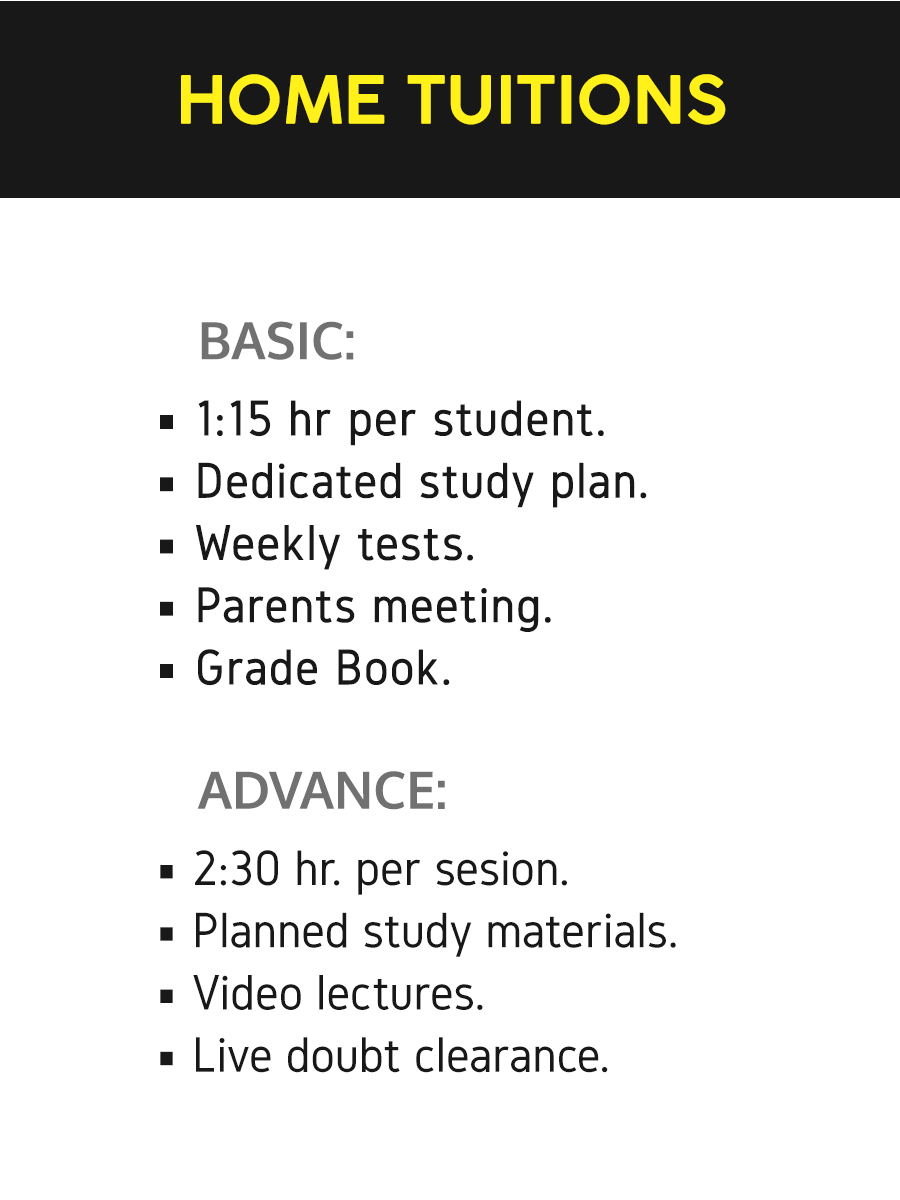 HOME TUITIONS
BASIC:
▪ 1:15 hr per student.
▪ Dedicated study plan.
▪ Weekly tests.
▪ Parents meeting.
▪ Grade Book.
ADVANCE:
▪ 2:30 hr. per sesion.
▪ Planned study materials.
▪ Video lectures.
▪ Live doubt clearance.